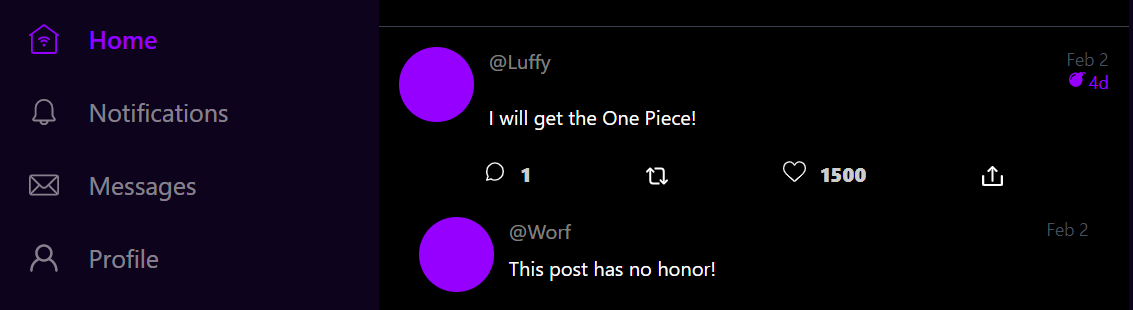 Home
Notifications
Messages
Profile
@Luffy
Feb 2
4d
I will get the One Piece!
1
1500
@Worf
Feb 2
This post has no honor!